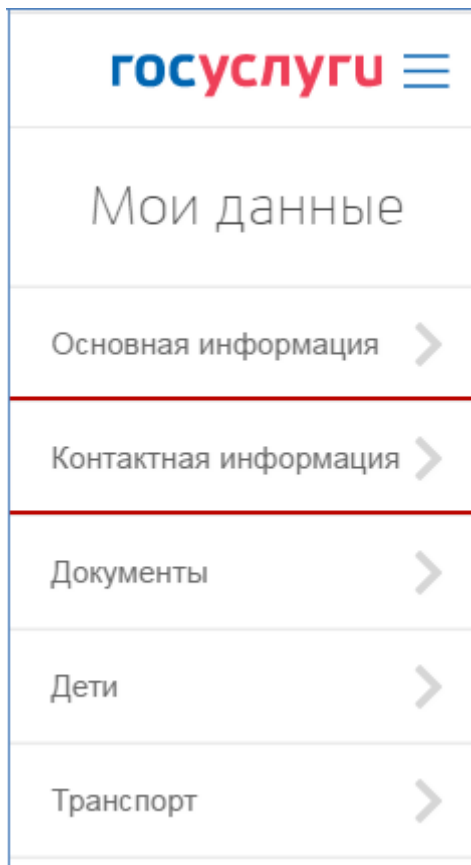 госуслуги
Мои данные
Основная информация
Контактная информация
Документы
Дети
Транспорт